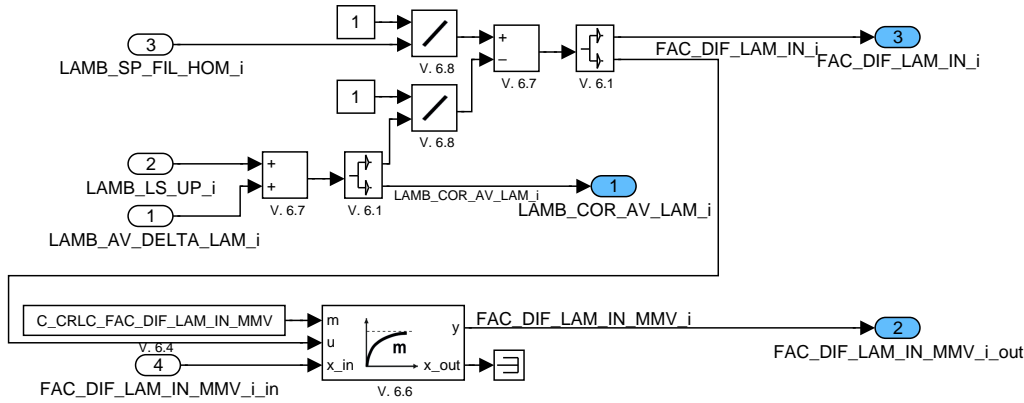 1
3
LAMB_SP_FIL_HOM_i
V. 6.8
+
−
V. 6.7
V. 6.1
FAC_DIF_LAM_IN_i
3
FAC_DIF_LAM_IN_i
1
V. 6.8
2
LAMB_LS_UP_i
+
+
V. 6.7
V. 6.1
LAMB_COR_AV_LAM_i
1
LAMB_COR_AV_LAM_i
1
LAMB_AV_DELTA_LAM_i
C_CRLC_FAC_DIF_LAM_IN_MMV
V. 6.4
4
FAC_DIF_LAM_IN_MMV_i_in
m
u
x_in
m
y
x_out
V. 6.6
FAC_DIF_LAM_IN_MMV_i
2
FAC_DIF_LAM_IN_MMV_i_out